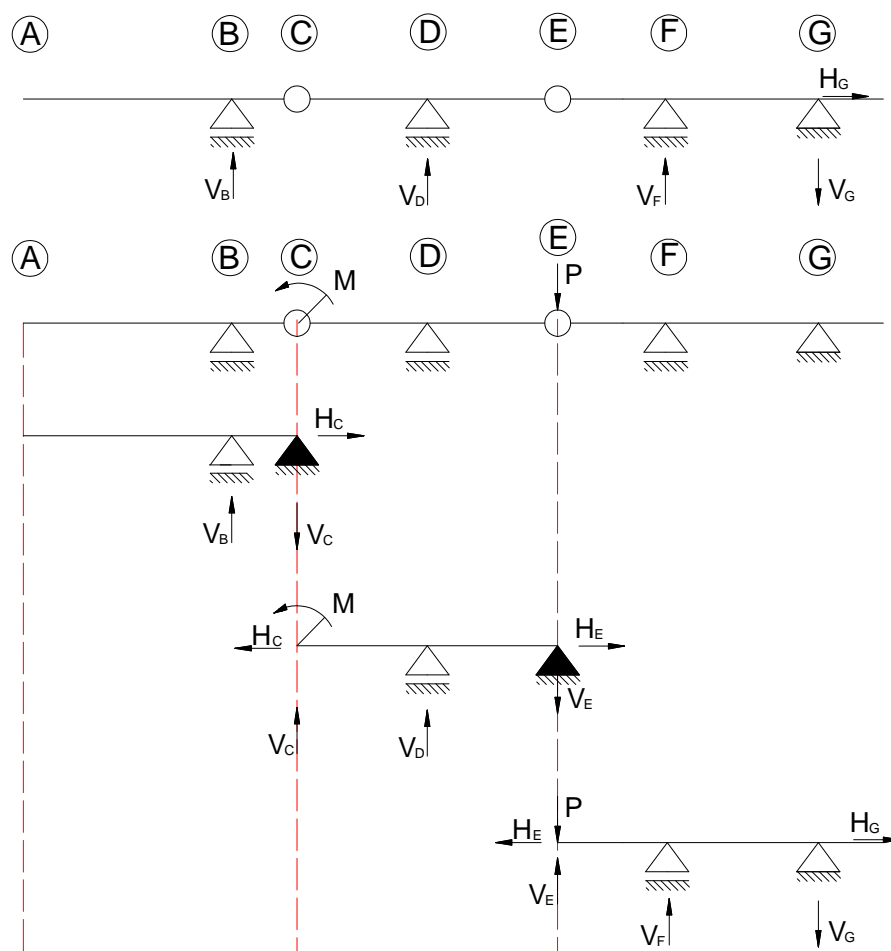 A B C D E F G
H_G
V_B V_D V_F V_G
E
A B C D F G
M P
H_C
V_B V_C
M
H_C H_E
V_E
V_C V_D
P
H_E H_G
V_E V_F V_G